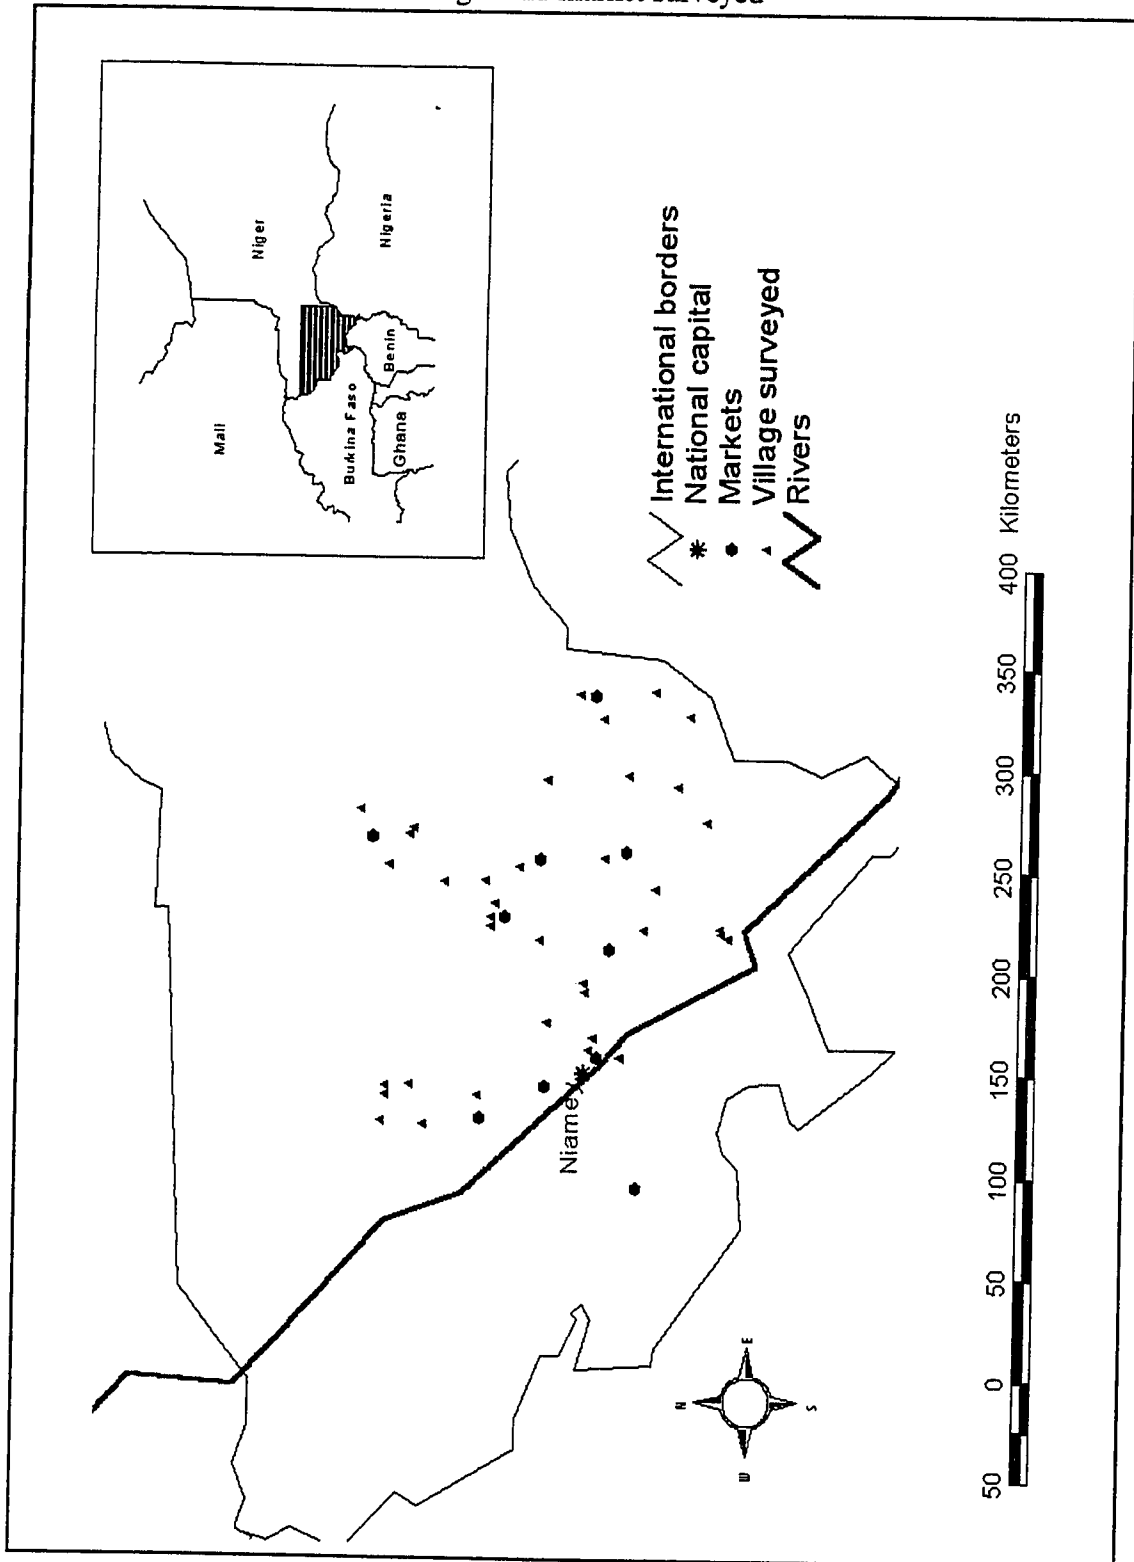 surveyed
Mali
Niger
Burkina Faso
Ghana
Benin
Nigeria
International borders
National capital
Markets
Village surveyed
Rivers
Niamey
N
W
E
S
50 0 50 100 150 200 250 300 350 400 Kilometers